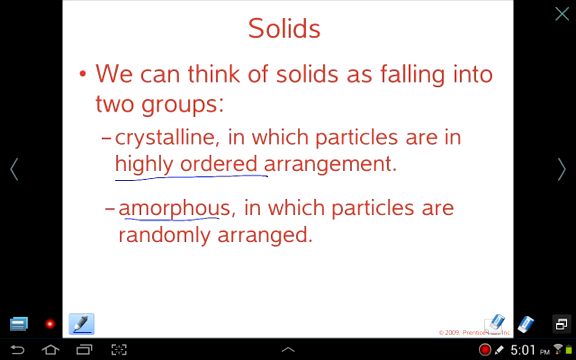 Solids
• We can think of solids as falling into
two groups:
– crystalline, in which particles are in
highly ordered arrangement.
– amorphous, in which particles are
randomly arranged.
© 2009, Prentice-
Inc
5:01 PM